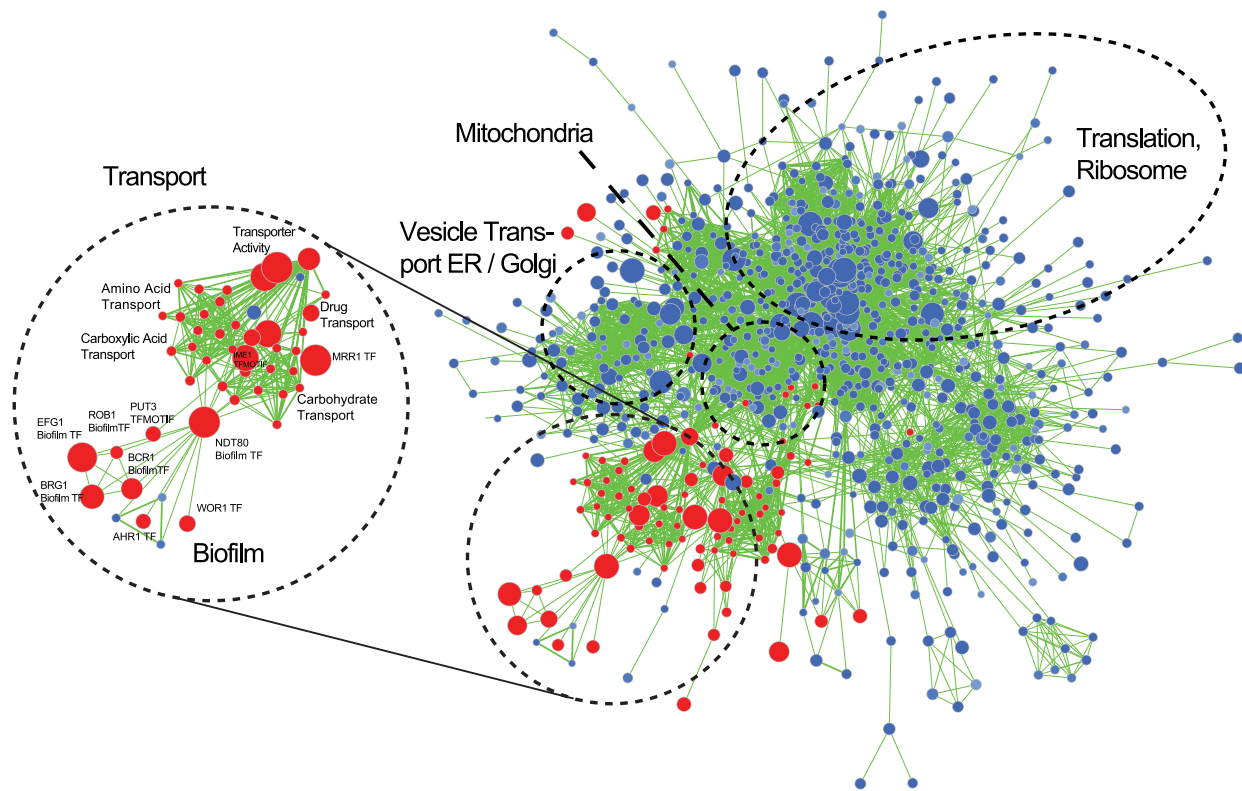 Mitochondria
Translation,
Ribosome
Transport
Vesicle Trans-
port ER / Golgi
Transporter
Activity
Amino Acid
Transport
Drug
Transport
Carboxylic Acid
Transport
IME1
TFMOTIF
MRR1 TF
Carbohydrate
Transport
EFG1
Biofilm TF
ROB1
BiofilmTF
PUT3
TFMOTIF
NDT80
Biofilm TF
BCR1
BiofilmTF
BRG1
Biofilm TF
WOR1 TF
AHR1 TF
Biofilm